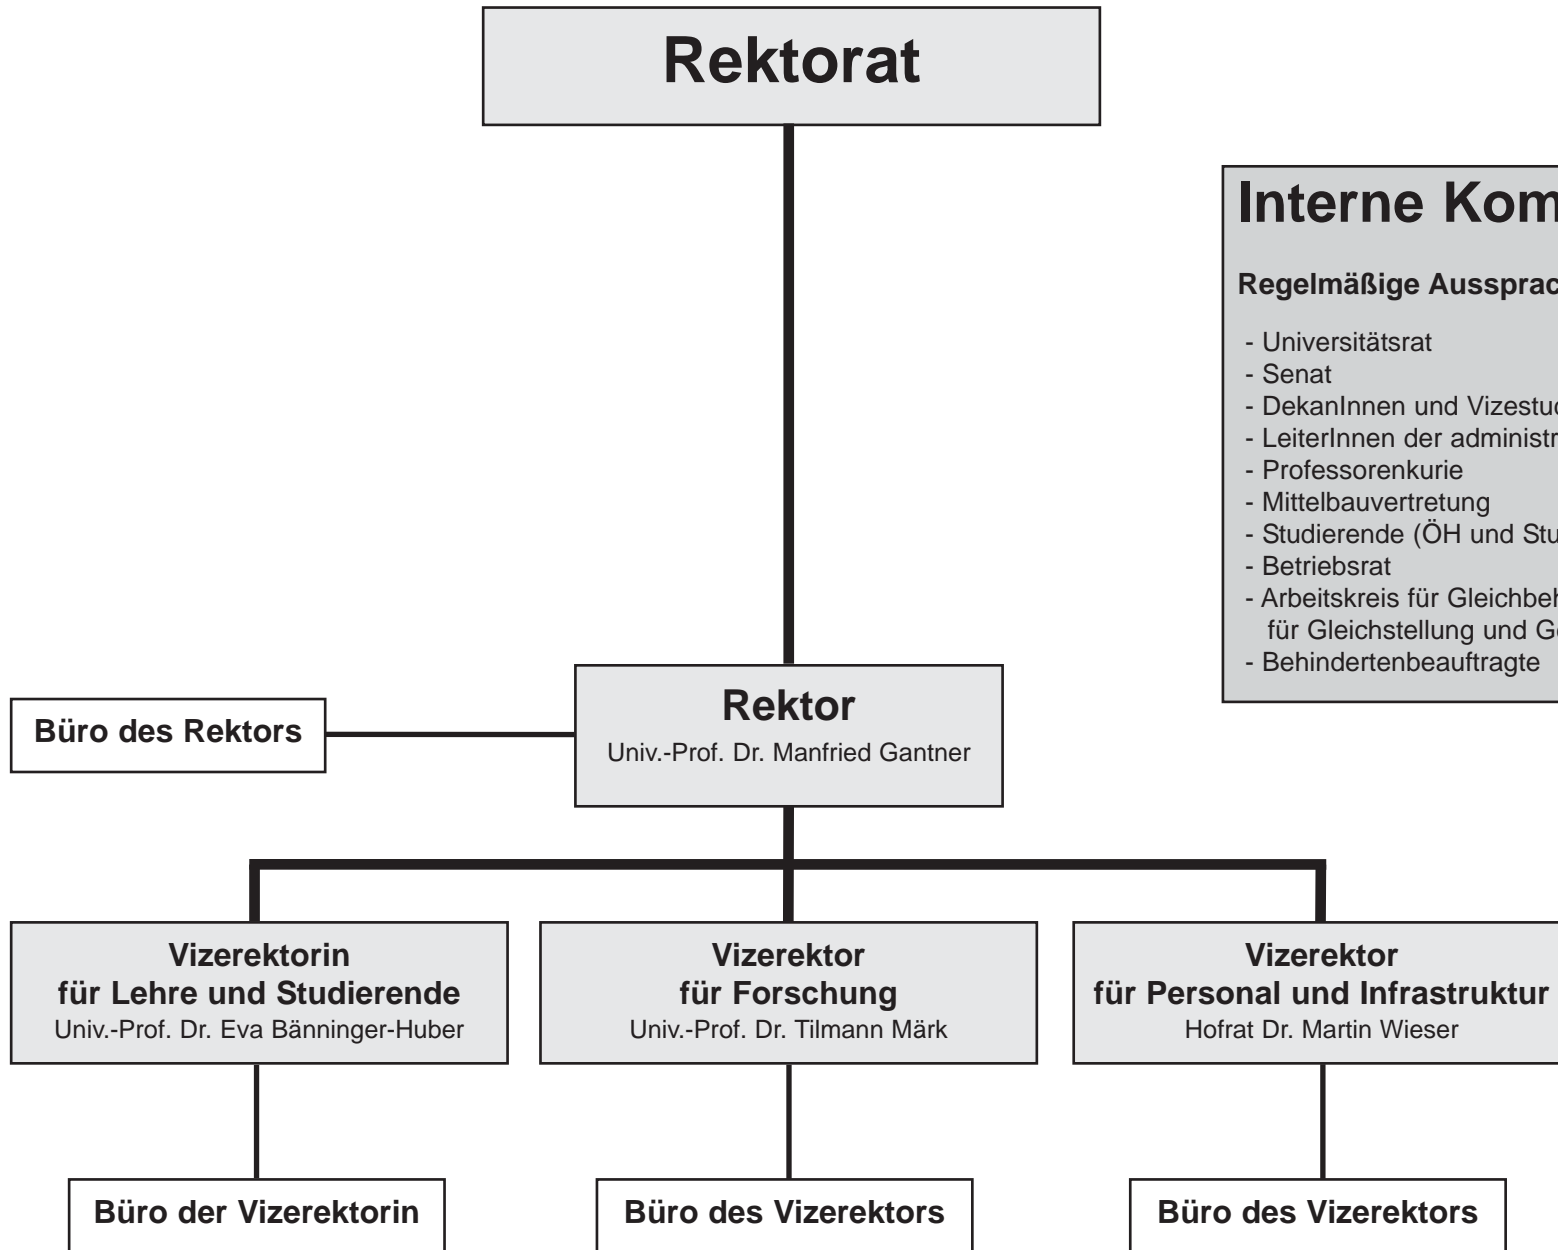 Rektorat
Interne Kom
Regelmäßige Ausspra
- Universitätsrat
- Senat
- DekanInnen und Vizestu
- LeiterInnen der administr
- Professorenkurie
- Mittelbauvertretung
- Studierende (ÖH und Stu
- Betriebsrat
- Arbeitskreis für Gleichbe
für Gleichstellung und G
- Behindertenbeauftragte
Büro des Rektors
Rektor
Univ.-Prof. Dr. Manfried Gantner
Vizerektorin
für Lehre und Studierende
Univ.-Prof. Dr. Eva Bänninger-Huber
Vizerektor
für Forschung
Univ.-Prof. Dr. Tilmann Märk
Vizerektor
für Personal und Infrastruktur
Hofrat Dr. Martin Wieser
Büro der Vizerektorin
Büro des Vizerektors
Büro des Vizerektors